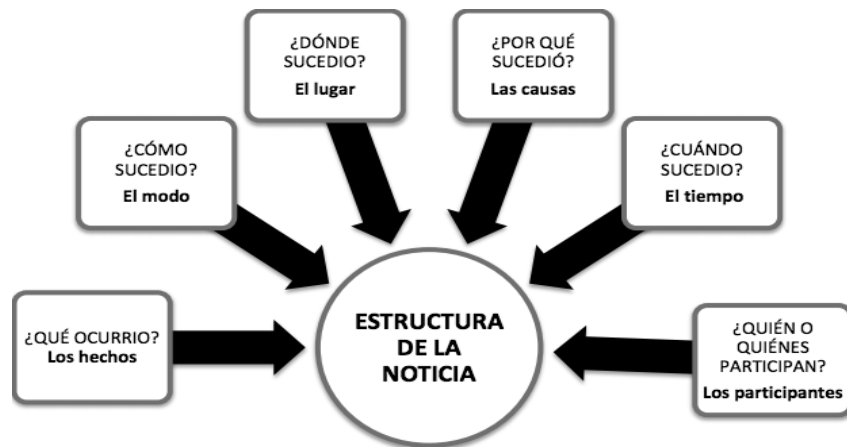 ¿QUÉ OCURRIO?
Los hechos
¿CÓMO
SUCEDIO?
El modo
¿DÓNDE
SUCEDIO?
El lugar
¿POR QUÉ
SUCEDIÓ?
Las causas
¿CUÁNDO
SUCEDIO?
El tiempo
¿QUIÉN O
QUIÉNES
PARTICIPAN?
Los participantes
ESTRUCTURA
DE LA
NOTICIA